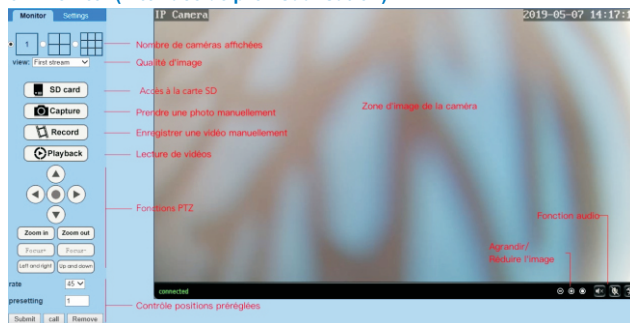 Monitor Settings
IP Camera 2019-05-07 14:17:1
1
Nombre de caméras affichées
view: First stream
Qualité d'image
SD card
Accès à la carte SD
Capture
Prendre une photo manuellement
Zone d'image de la caméra
Record
Enregistrer une vidéo manuellement
Playback
Lecture de vidéos
Fonctions PTZ
Fonction audio
Zoom in Zoom out
Focus- Focus+
Agrandir/
Réduire l'image
Left and right Up and down
rate 45
connected
presetting 1
Contrôle positions préréglées
Submit call Remove